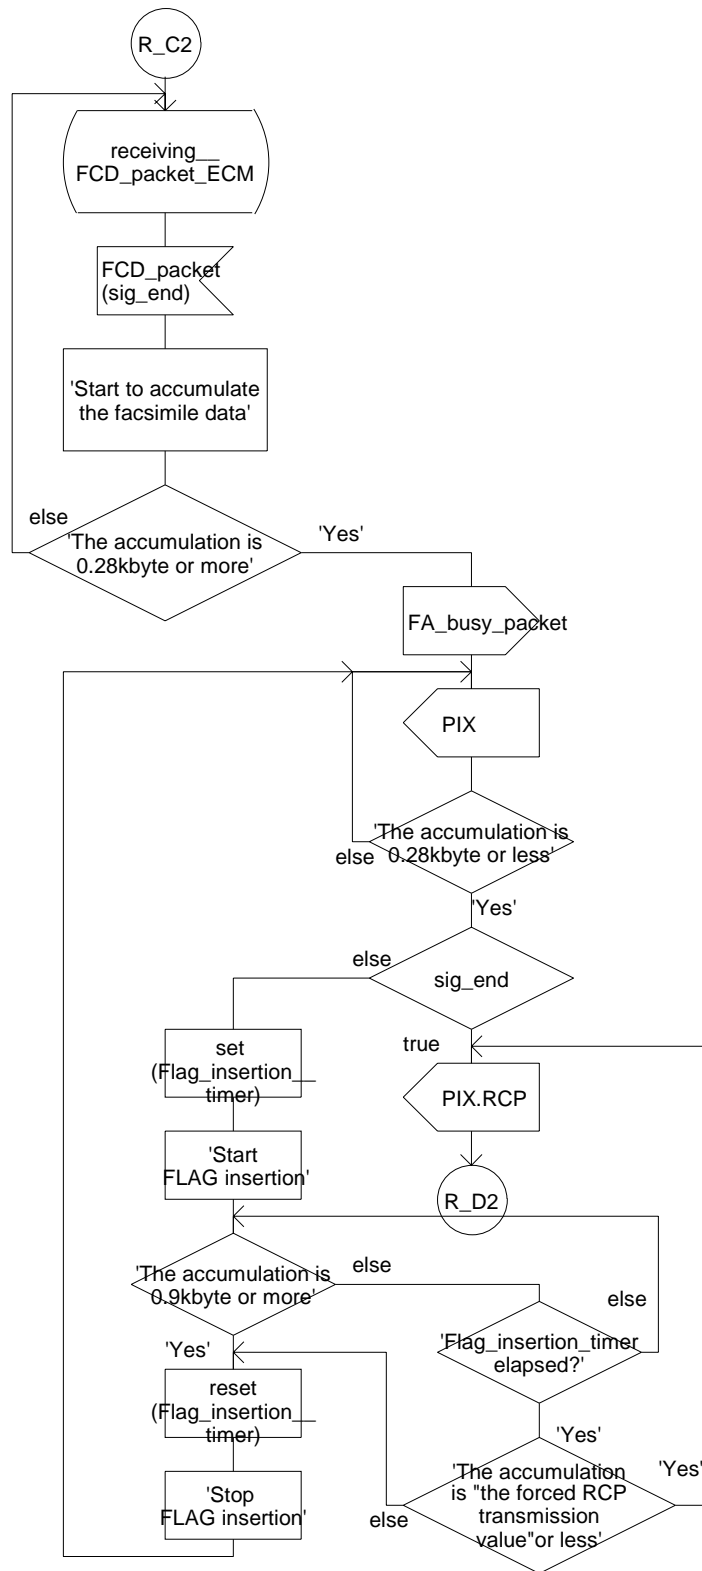 R_C2
receiving__
FCD_packet_ECM
FCD_packet
(sig_end)
'Start to accumulate
the facsimile data'
else
'The accumulation is
0.28kbyte or more'
'Yes'
FA_busy_packet
PIX
'The accumulation is
0.28kbyte or less'
else
'Yes'
else
sig_end
true
set
(Flag_insertion__
timer)
PIX.RCP
'Start
FLAG insertion'
R_D2
'The accumulation is
0.9kbyte or more'
else
else
'Flag_insertion_timer
elapsed?'
'Yes'
reset
(Flag_insertion__
timer)
'Yes'
'The accumulation
is "the forced RCP
transmission
value"or less'
'Yes'
else
'Stop
FLAG insertion'